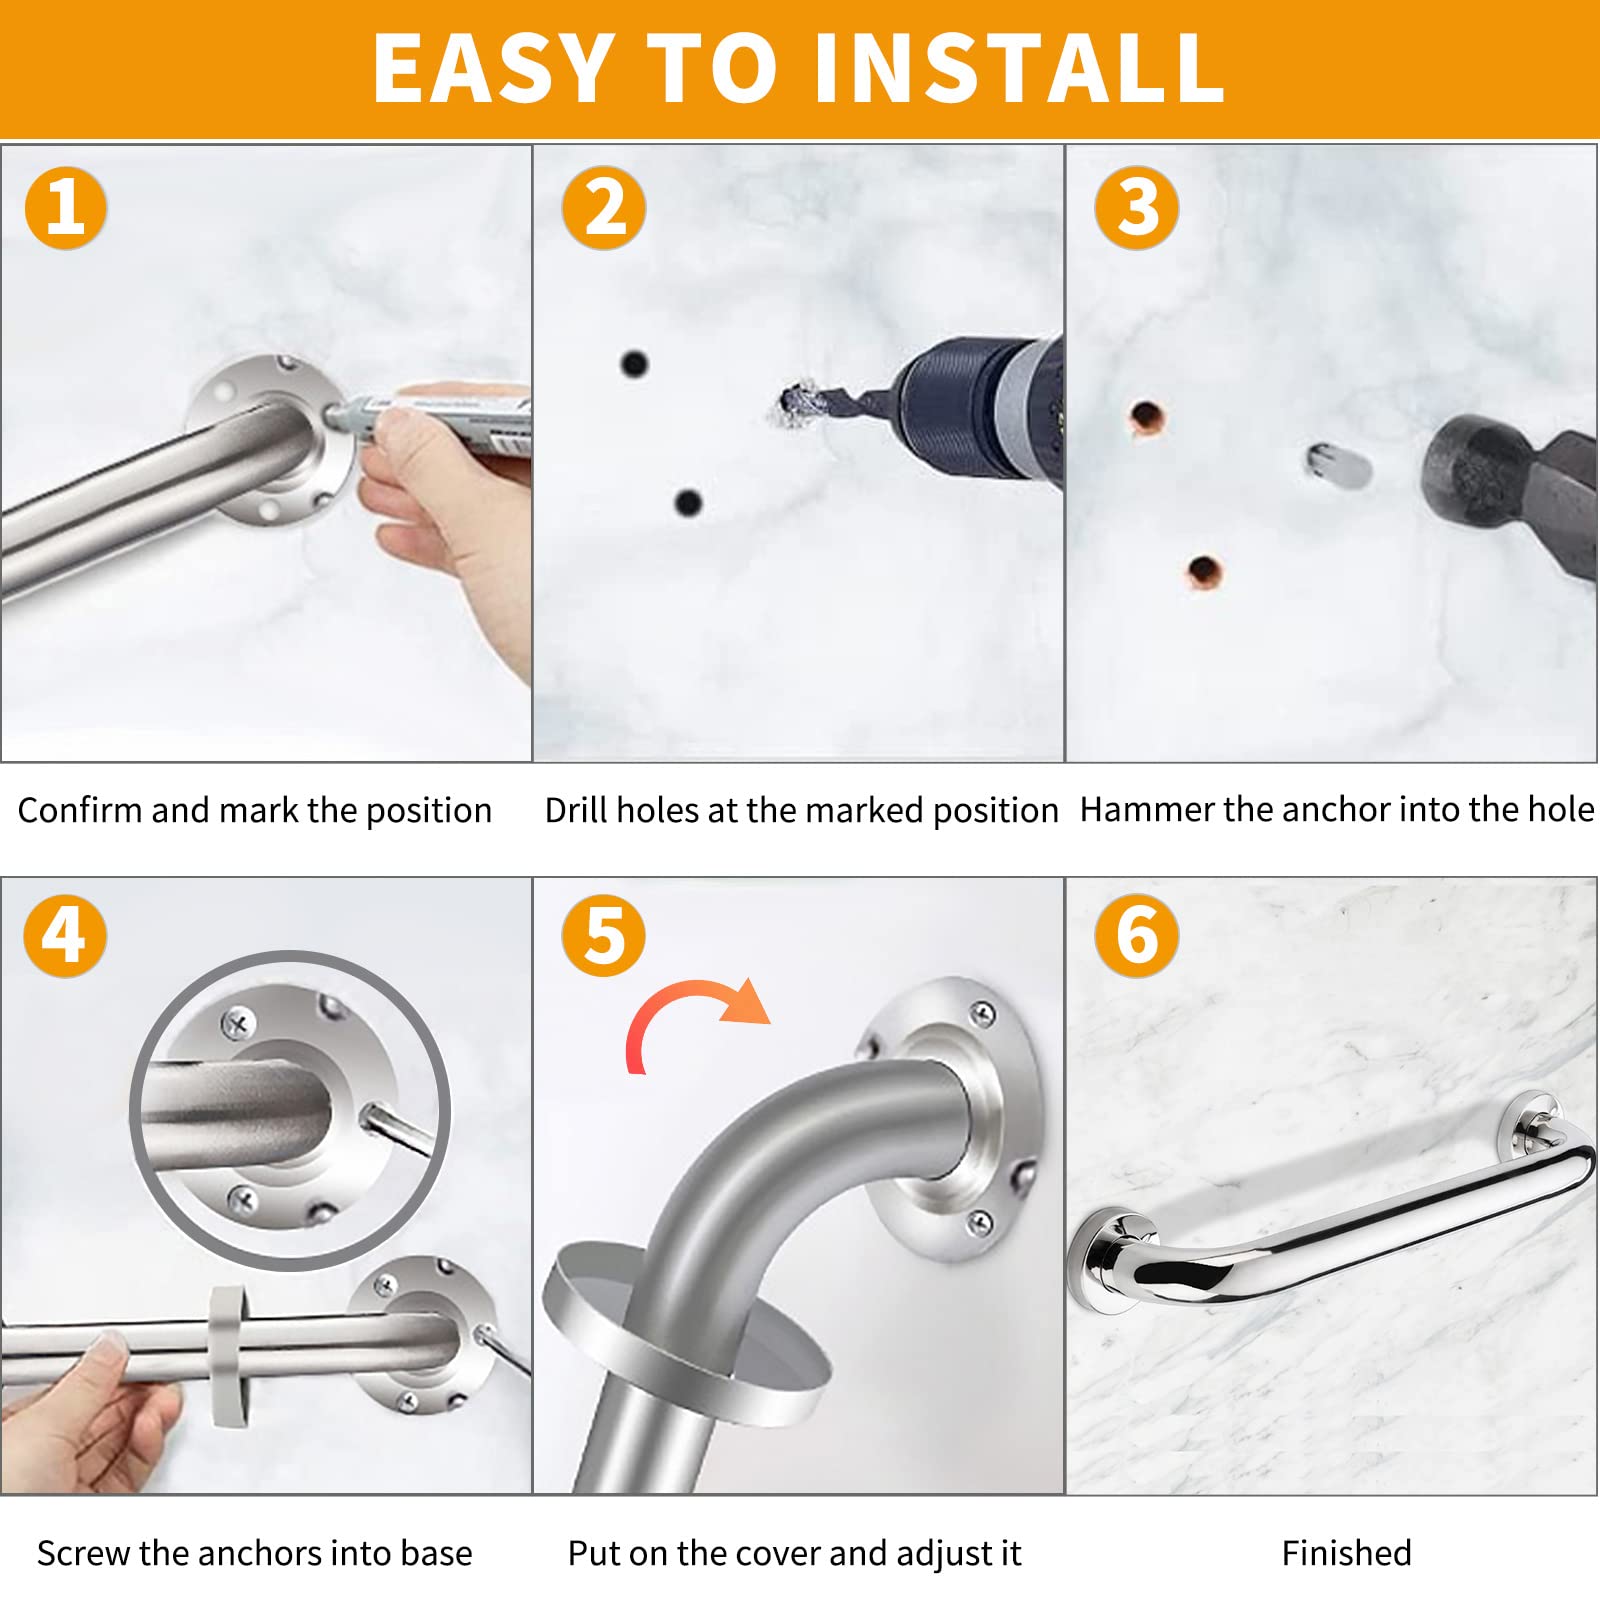 EASY TO INSTALL
1
2
3
Confirm and mark the position
Drill holes at the marked position
Hammer the anchor into the hole
4
5
6
Screw the anchors into base
Put on the cover and adjust it
Finished